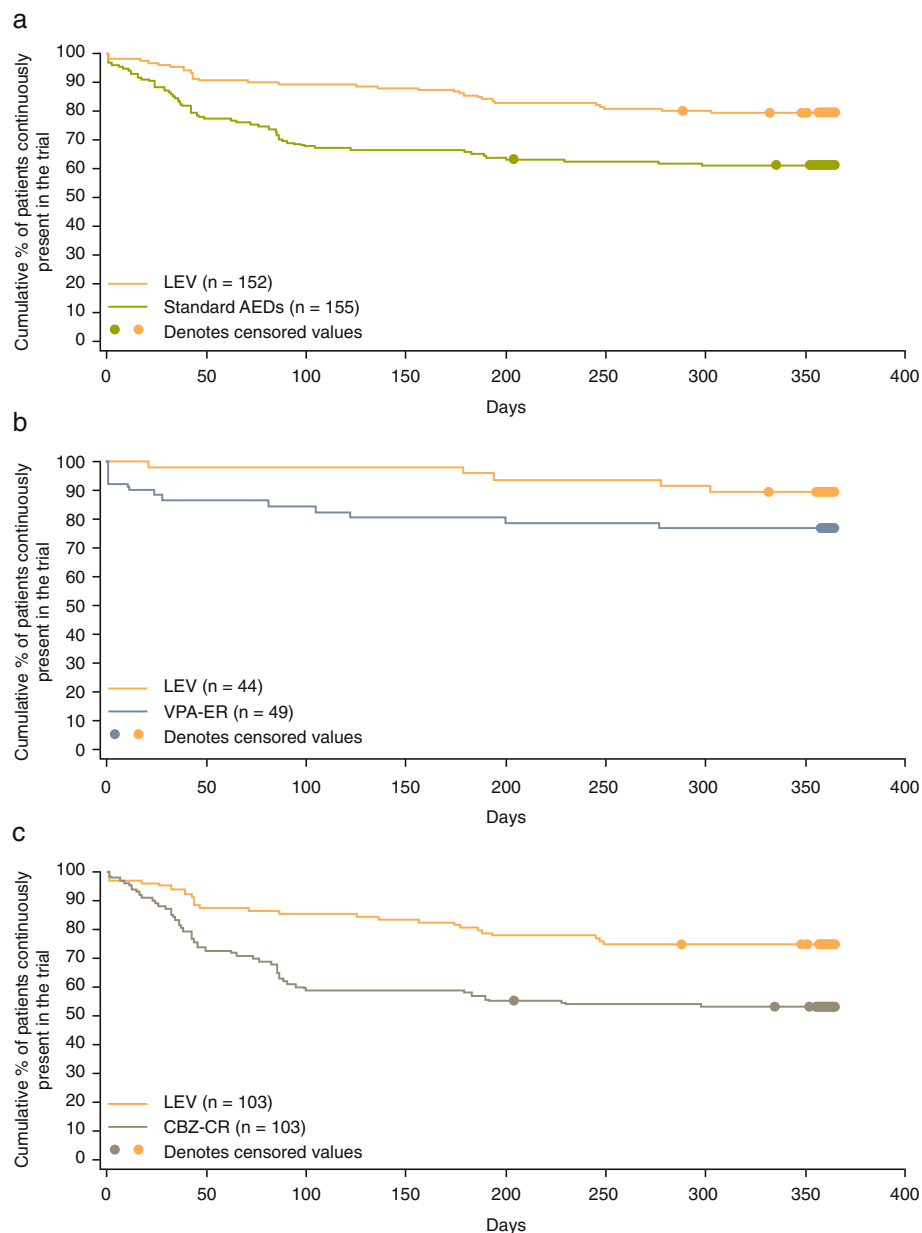 a
Cumulative % of patients continuously
present in the trial
100
90
80
70
60
50
40
30
20
10
0
LEV (n = 152)
Standard AEDs (n = 155)
Denotes censored values
0 50 100 150 200 250 300 350 400
Days
b
Cumulative % of patients continuously
present in the trial
100
90
80
70
60
50
40
30
20
10
0
LEV (n = 44)
VPA-ER (n = 49)
Denotes censored values
0 50 100 150 200 250 300 350 400
Days
c
Cumulative % of patients continuously
present in the trial
100
90
80
70
60
50
40
30
20
10
0
LEV (n = 103)
CBZ-CR (n = 103)
Denotes censored values
0 50 100 150 200 250 300 350 400
Days